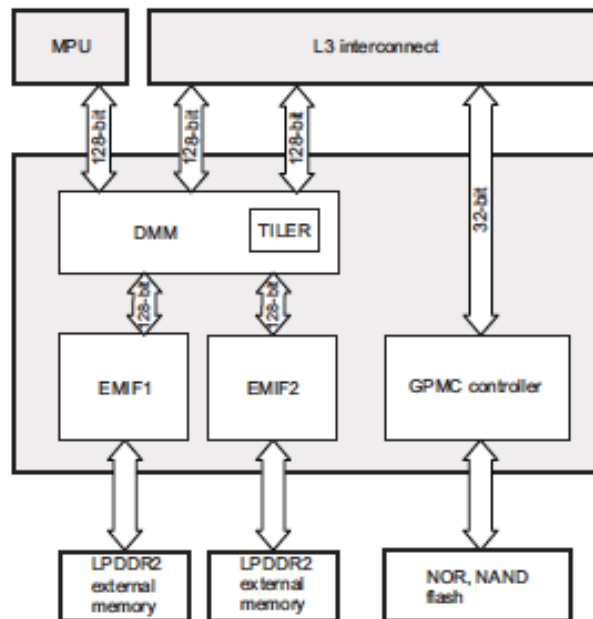 MPU
L3 interconnect
128-bit
128-bit
128-bit
32-bit
DMM
TILER
128-bit
128-bit
EMIF1
EMIF2
GPMC controller
LPDDR2
external
memory
LPDDR2
external
memory
NOR, NAND
flash